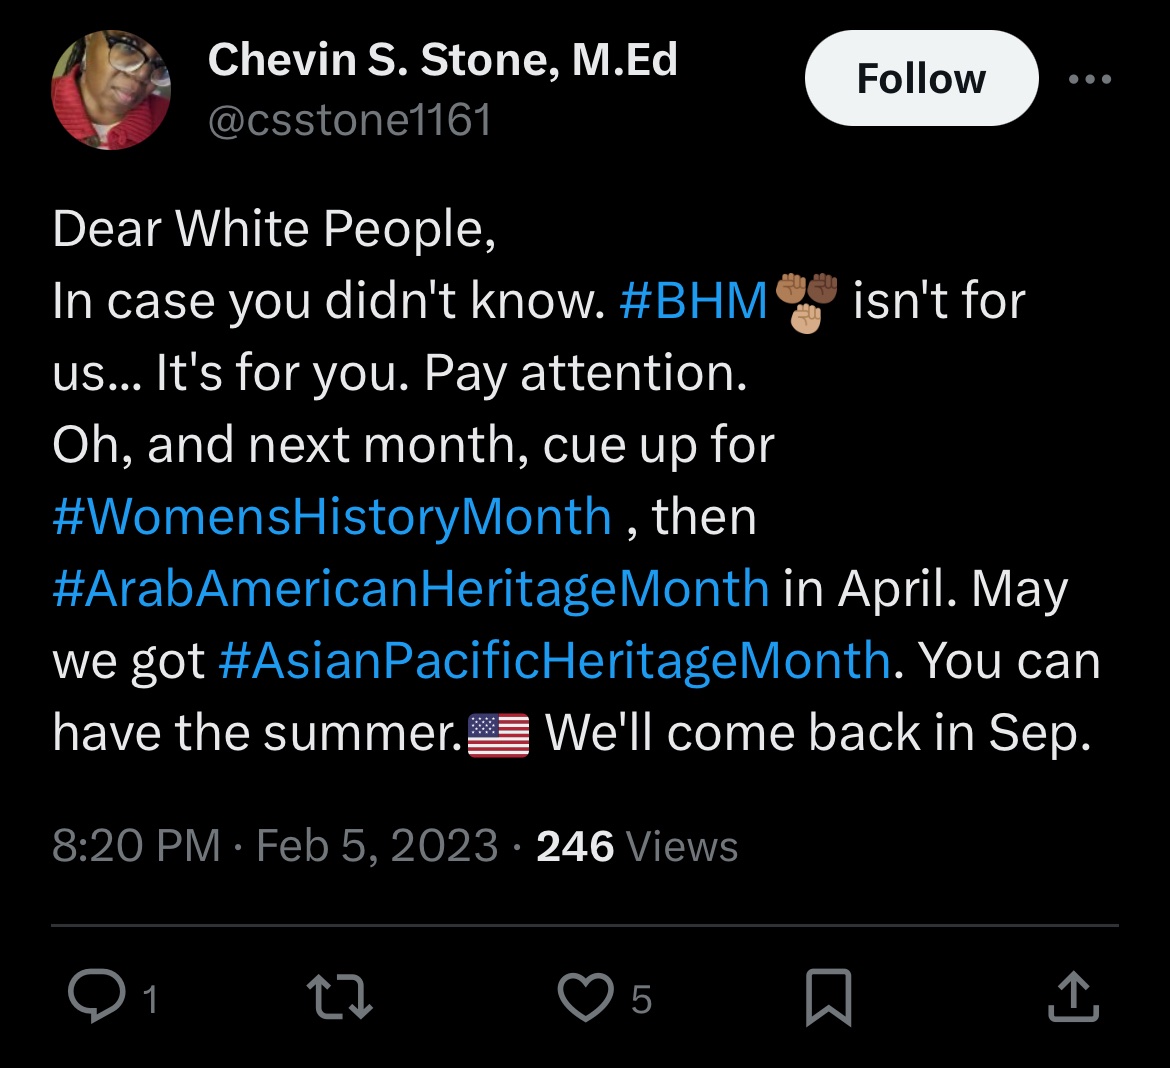 Chevin S. Stone, M.Ed
Follow
@csstone1161
Dear White People,
In case you didn't know. #BHM✊🏽✊🏾✊🏼 isn't for
us... It's for you. Pay attention.
Oh, and next month, cue up for
#WomensHistoryMonth , then
#ArabAmericanHeritageMonth in April. May
we got #AsianPacificHeritageMonth. You can
have the summer.🇺🇸 We'll come back in Sep.
8:20 PM · Feb 5, 2023 · 246 Views
1 5